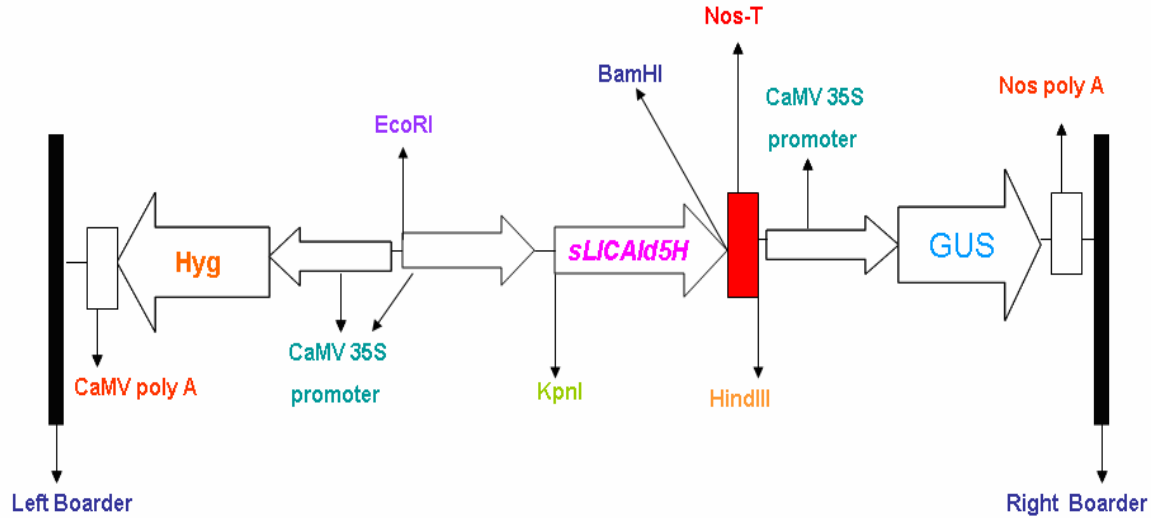 Nos-T
BamHI
CaMV 35S
promoter
Nos poly A
EcoRI
Hyg
sLlCAld5H
GUS
CaMV 35S
promoter
CaMV poly A
KpnI
HindIII
Left Boarder
Right Boarder